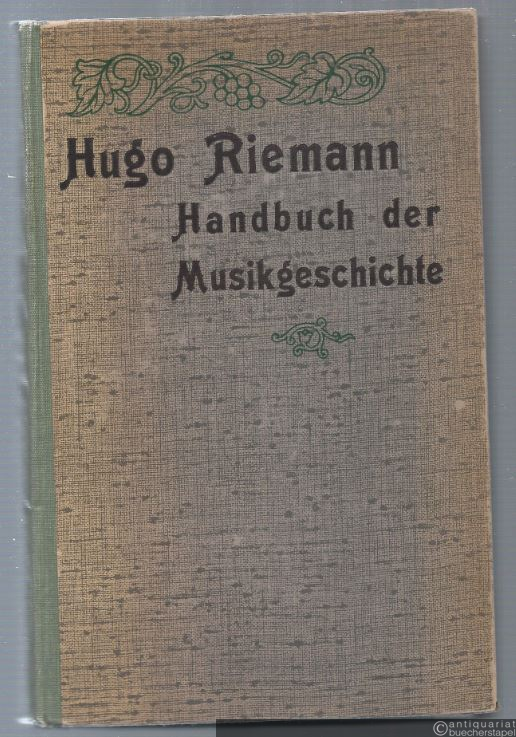 Hugo Riemann
Handbuch der
Musikgeschichte
antiquariat
buecherstapel